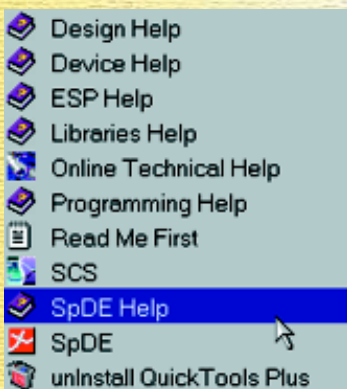 Design Help
Device Help
ESP Help
Libraries Help
Online Technical Help
Programming Help
Read Me First
SCS
SpDE Help
SpDE
unInstall QuickTools Plus